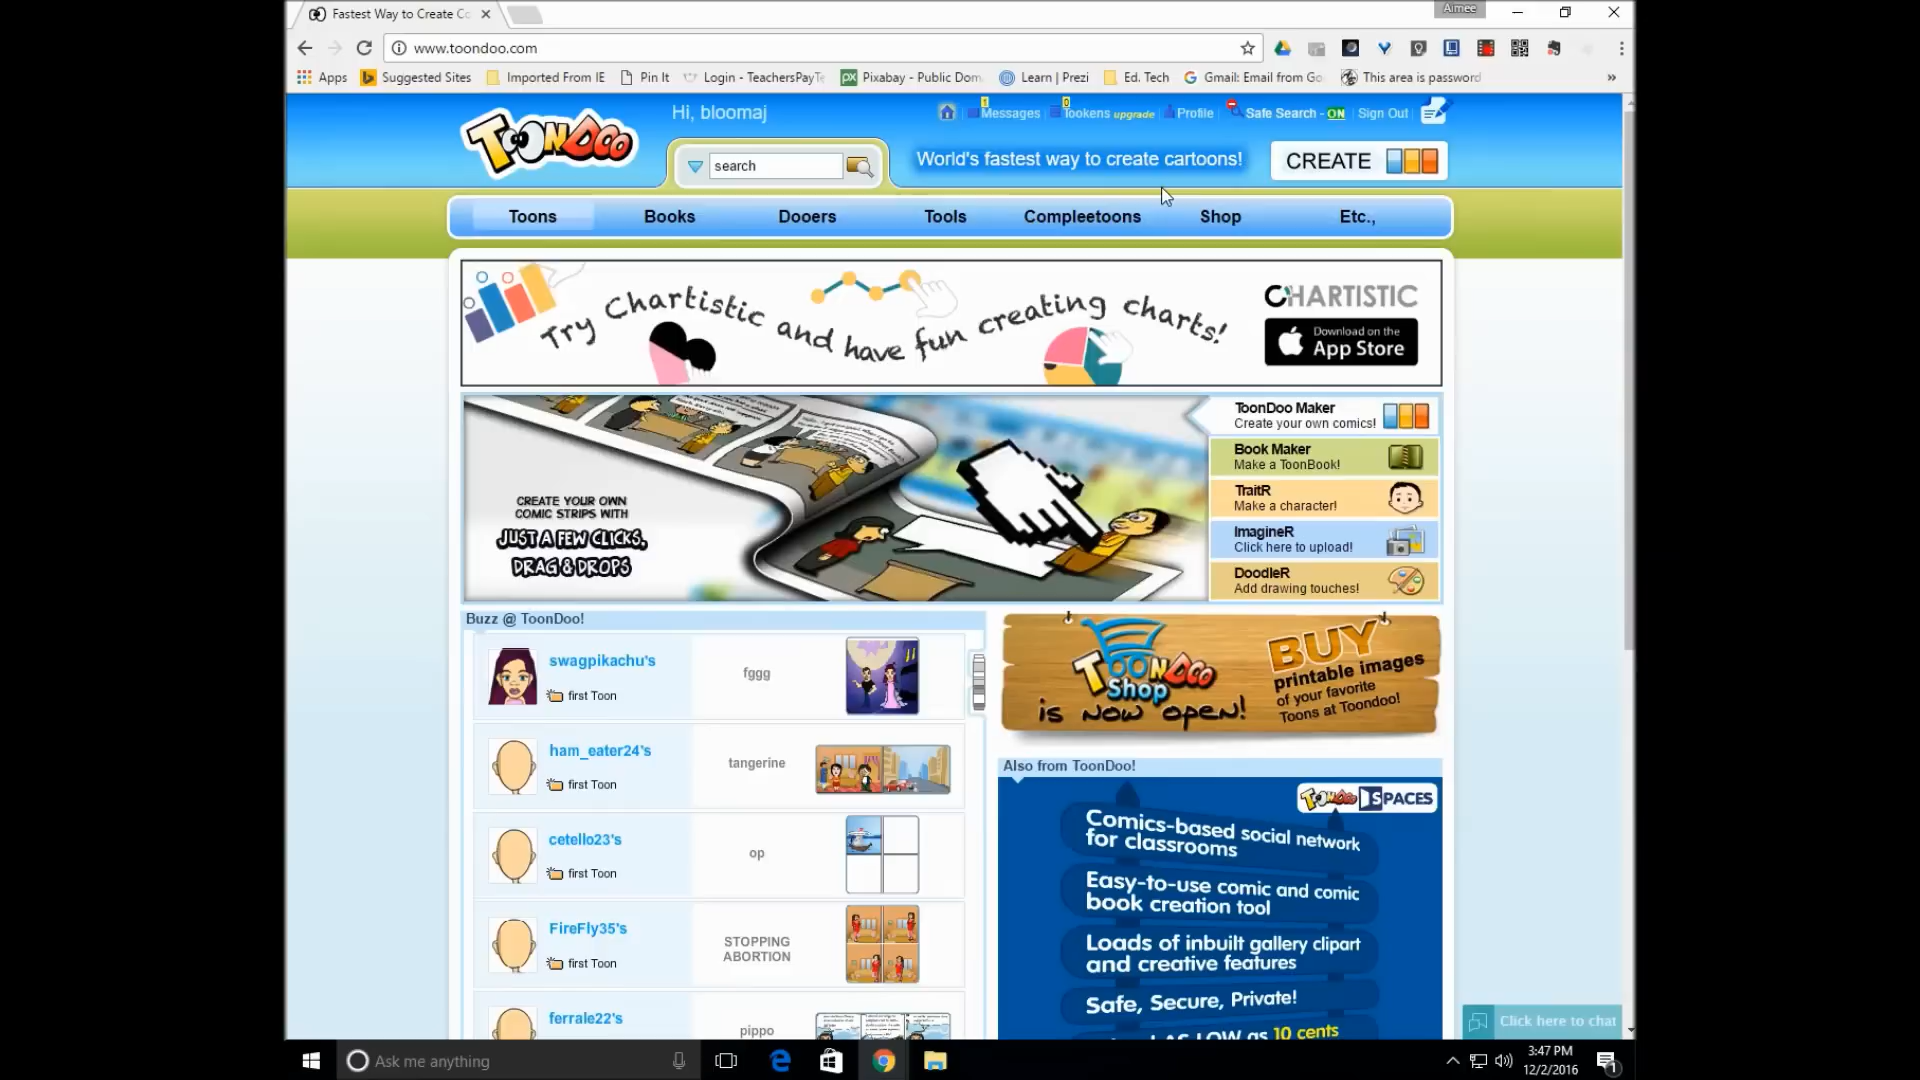 Fastest Way to Create Co
Aimee
www.toondoo.com
Apps
Suggested Sites
Imported From IE
Pin It
Login - TeachersPayTe
Pixabay - Public Dom
Learn | Prezi
Ed. Tech
Gmail: Email from Go
This area is password
»
TOONDOO
Hi, bloomaj
1
Messages
0
Tookens upgrade
Profile
Safe Search - ON
Sign Out
search
World's fastest way to create cartoons!
CREATE
Toons
Books
Dooers
Tools
Compleetoons
Shop
Etc.,
Try Chartistic and have fun creating charts!
CHARTISTIC
Download on the
App Store
CREATE YOUR OWN
COMIC STRIPS WITH
JUST A FEW CLICKS,
DRAG & DROPS
ToonDoo Maker
Create your own comics!
Book Maker
Make a ToonBook!
TraitR
Make a character!
ImagineR
Click here to upload!
DoodleR
Add drawing touches!
Buzz @ ToonDoo!
swagpikachu's
first Toon
fggg
ham_eater24's
first Toon
tangerine
cetello23's
first Toon
op
FireFly35's
first Toon
STOPPING
ABORTION
ferrale22's
pippo
TOONDOO
Shop
is now open!
BUY
printable images
of your favorite
Toons at Toondoo!
Also from ToonDoo!
TOONDOO SPACES
Comics-based social network
for classrooms
Easy-to-use comic and comic
book creation tool
Loads of inbuilt gallery clipart
and creative features
Safe, Secure, Private!
AS LOW as 10 cents
Click here to chat
Ask me anything
3:47 PM
12/2/2016
1